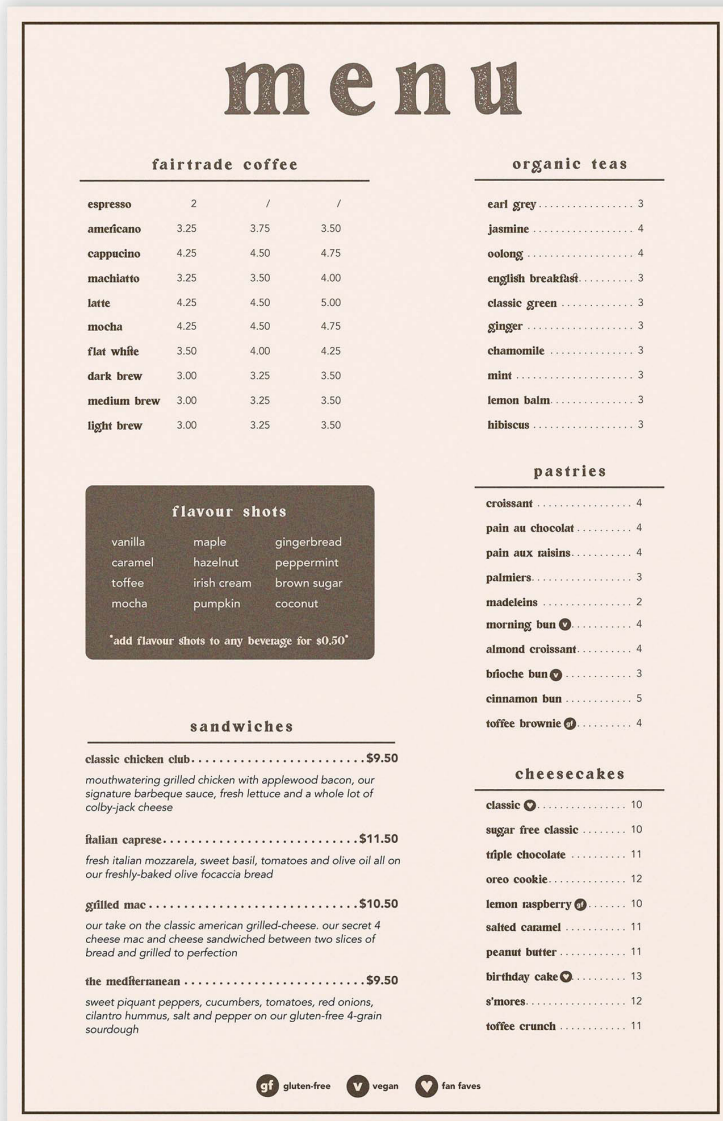 menu
fairtrade coffee
espresso 2 / /
americano 3.25 3.75 3.50
cappucino 4.25 4.50 4.75
machiatto 3.25 3.50 4.00
latte 4.25 4.50 5.00
mocha 4.25 4.50 4.75
flat white 3.50 4.00 4.25
dark brew 3.00 3.25 3.50
medium brew 3.00 3.25 3.50
light brew 3.00 3.25 3.50
flavour shots
vanilla maple gingerbread
caramel hazelnut peppermint
toffee irish cream brown sugar
mocha pumpkin coconut
*add flavour shots to any beverage for $0.50*
sandwiches
classic chicken club........................$9.50
mouthwatering grilled chicken with applewood bacon, our
signature barbeque sauce, fresh lettuce and a whole lot of
colby-jack cheese
italian caprese...........................$11.50
fresh italian mozzarela, sweet basil, tomatoes and olive oil all on
our freshly-baked olive focaccia bread
grilled mac.............................$10.50
our take on the classic american grilled-cheese. our secret 4
cheese mac and cheese sandwiched between two slices of
bread and grilled to perfection
the mediterranean.........................$9.50
sweet piquant peppers, cucumbers, tomatoes, red onions,
cilantro hummus, salt and pepper on our gluten-free 4-grain
sourdough
organic teas
earl grey................ 3
jasmine................. 4
oolong.................. 4
english breakfast.......... 3
classic green............. 3
ginger.................. 3
chamomile............... 3
mint.................... 3
lemon balm.............. 3
hibiscus................. 3
pastries
croissant................ 4
pain au chocolat.......... 4
pain aux raisins........... 4
palmiers................. 3
madeleins............... 2
morning bun v........... 4
almond croissant.......... 4
brioche bun v............ 3
cinnamon bun............ 5
toffee brownie gf.......... 4
cheesecakes
classic ♥............... 10
sugar free classic......... 10
triple chocolate.......... 11
oreo cookie............. 12
lemon raspberry gf....... 10
salted caramel........... 11
peanut butter............ 11
birthday cake ♥......... 13
s'mores................. 12
toffee crunch............ 11
gf gluten-free v vegan ♥ fan faves